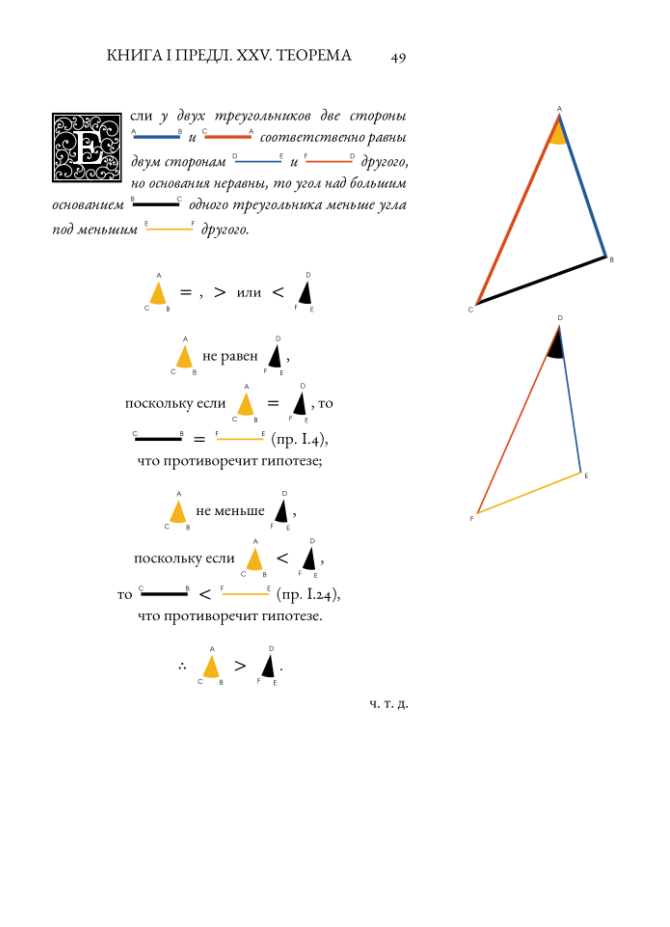 КНИГА I ПРЕДЛ. XXV. ТЕОРЕМА 49
Если у двух треугольников две стороны
A B и C A соответственно равны
двум сторонам D E и F D другого,
но основания неравны, то угол над большим
основанием B C одного треугольника меньше угла
под меньшим E F другого.
A C B = , > или < D F E
A C B не равен D F E ,
поскольку если A C B = D F E , то
C B = F E (пр. I.4),
что противоречит гипотезе;
A C B не меньше D F E ,
поскольку если A C B < D F E ,
то C B < F E (пр. I.24),
что противоречит гипотезе.
∴ A C B > D F E .
ч. т. д.
A
B
C
D
E
F